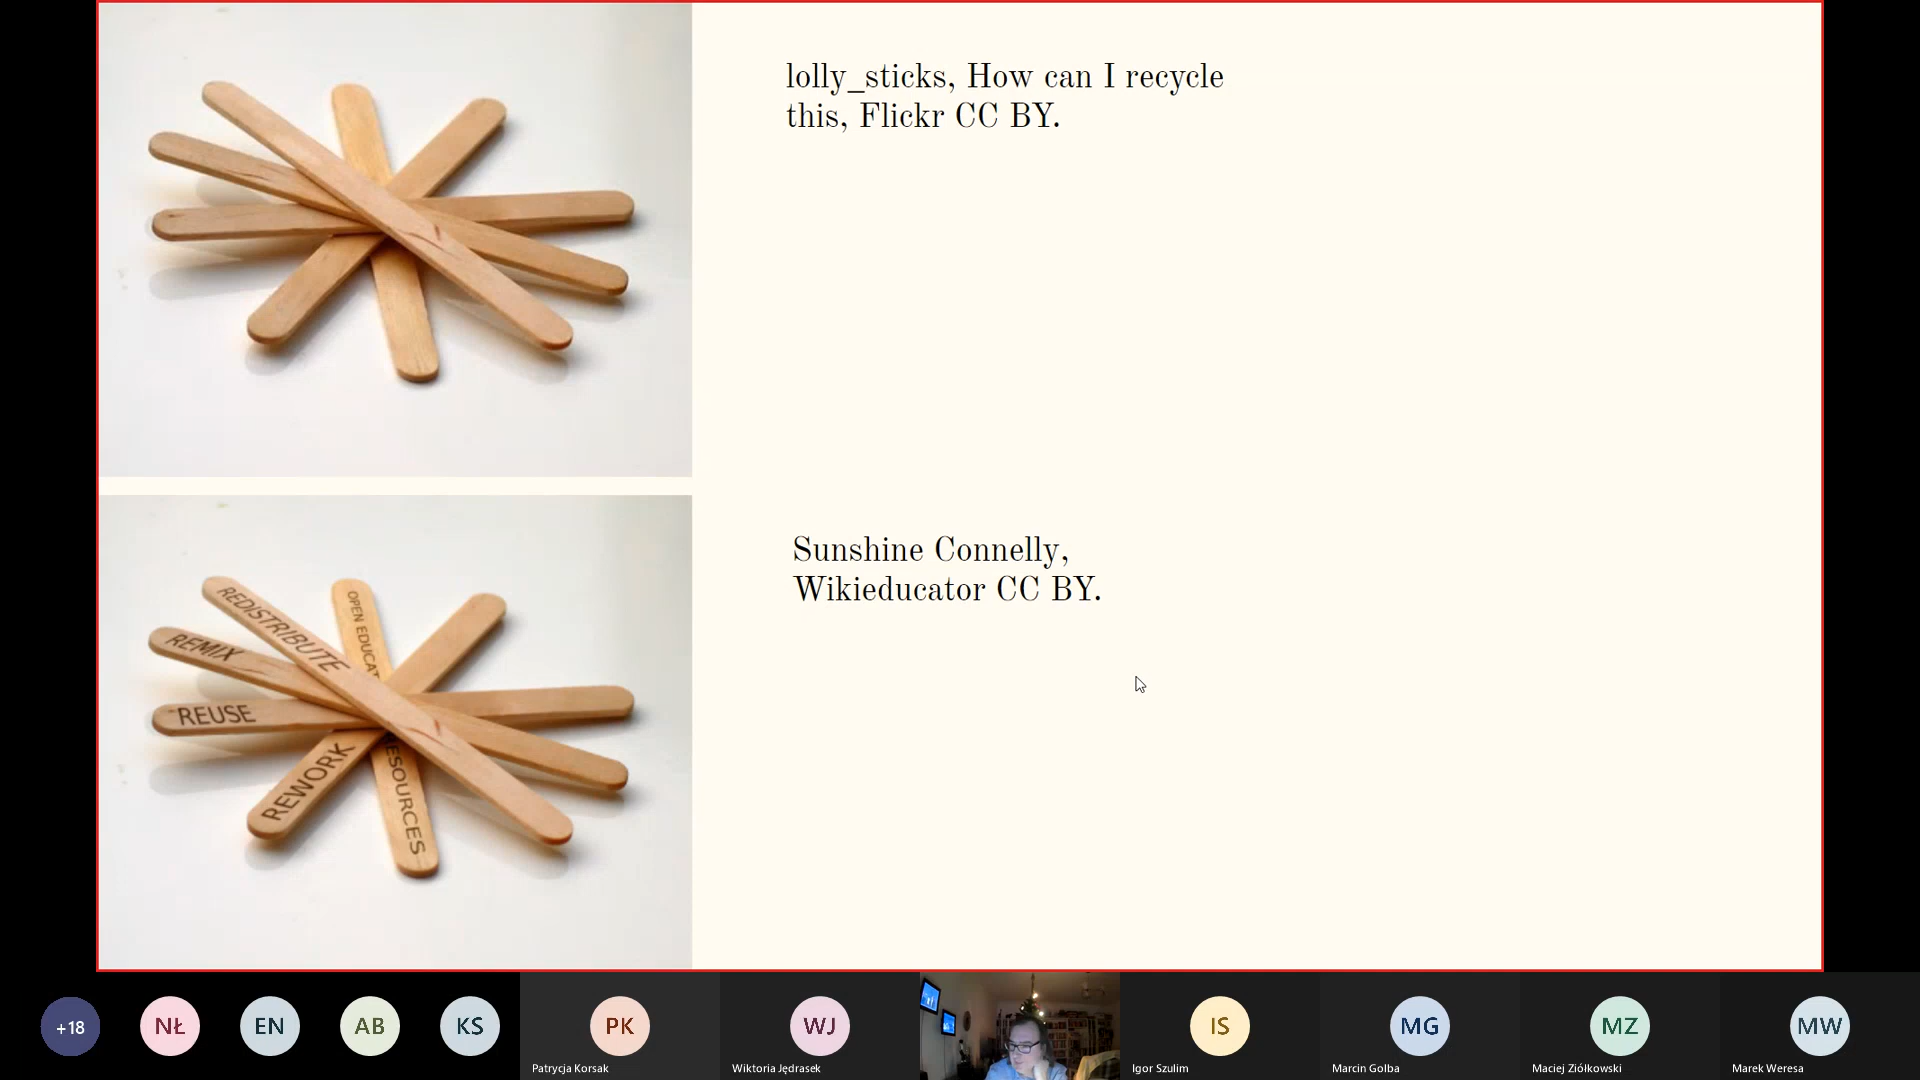 lolly_sticks, How can I recycle
this, Flickr CC BY.
Sunshine Connelly,
Wikieducator CC BY.
REDISTRIBUTE
OPEN EDUCAT
REMIX
REUSE
REWORK
ESOURCES
+18
NŁ
EN
AB
KS
PK
Patrycja Korsak
WJ
Wiktoria Jędrasek
IS
Igor Szulim
MG
Marcin Golba
MZ
Maciej Ziółkowski
MW
Marek Weresa